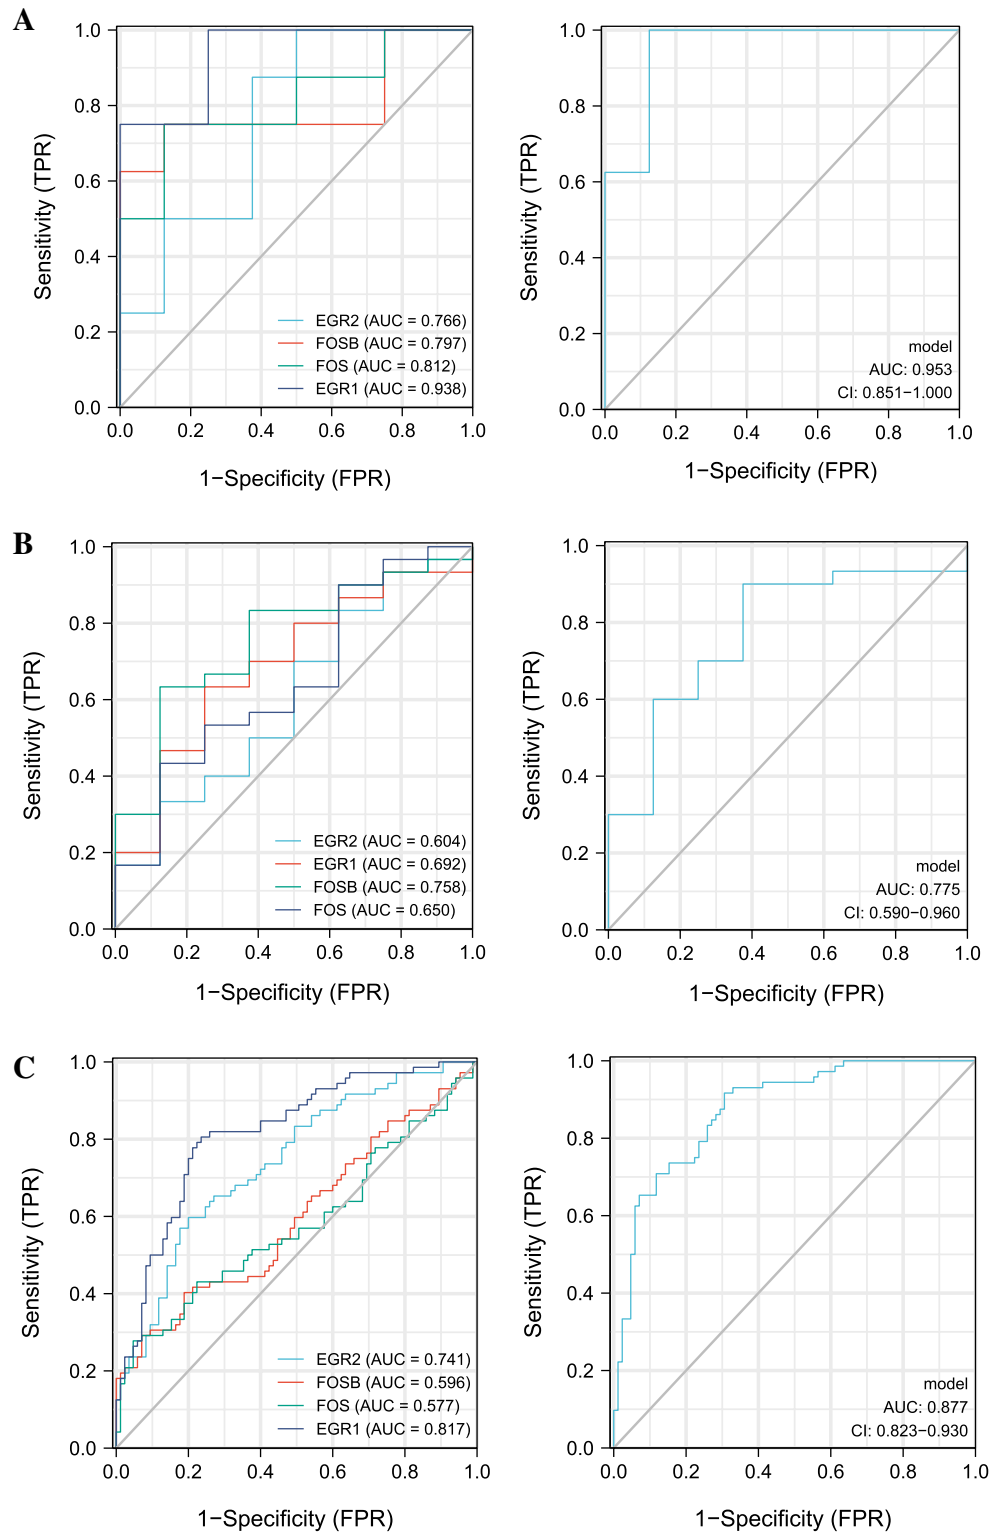 A
Sensitivity (TPR)
1.0
0.8
0.6
0.4
0.2
0.0
EGR2 (AUC = 0.766)
FOSB (AUC = 0.797)
FOS (AUC = 0.812)
EGR1 (AUC = 0.938)
0.0 0.2 0.4 0.6 0.8 1.0
1−Specificity (FPR)
Sensitivity (TPR)
1.0
0.8
0.6
0.4
0.2
0.0
model
AUC: 0.953
CI: 0.851−1.000
0.0 0.2 0.4 0.6 0.8 1.0
1−Specificity (FPR)
B
Sensitivity (TPR)
1.0
0.8
0.6
0.4
0.2
0.0
EGR2 (AUC = 0.604)
EGR1 (AUC = 0.692)
FOSB (AUC = 0.758)
FOS (AUC = 0.650)
0.0 0.2 0.4 0.6 0.8 1.0
1−Specificity (FPR)
Sensitivity (TPR)
1.0
0.8
0.6
0.4
0.2
0.0
model
AUC: 0.775
CI: 0.590−0.960
0.0 0.2 0.4 0.6 0.8 1.0
1−Specificity (FPR)
C
Sensitivity (TPR)
1.0
0.8
0.6
0.4
0.2
0.0
EGR2 (AUC = 0.741)
FOSB (AUC = 0.596)
FOS (AUC = 0.577)
EGR1 (AUC = 0.817)
0.0 0.2 0.4 0.6 0.8 1.0
1−Specificity (FPR)
Sensitivity (TPR)
1.0
0.8
0.6
0.4
0.2
0.0
model
AUC: 0.877
CI: 0.823−0.930
0.0 0.2 0.4 0.6 0.8 1.0
1−Specificity (FPR)